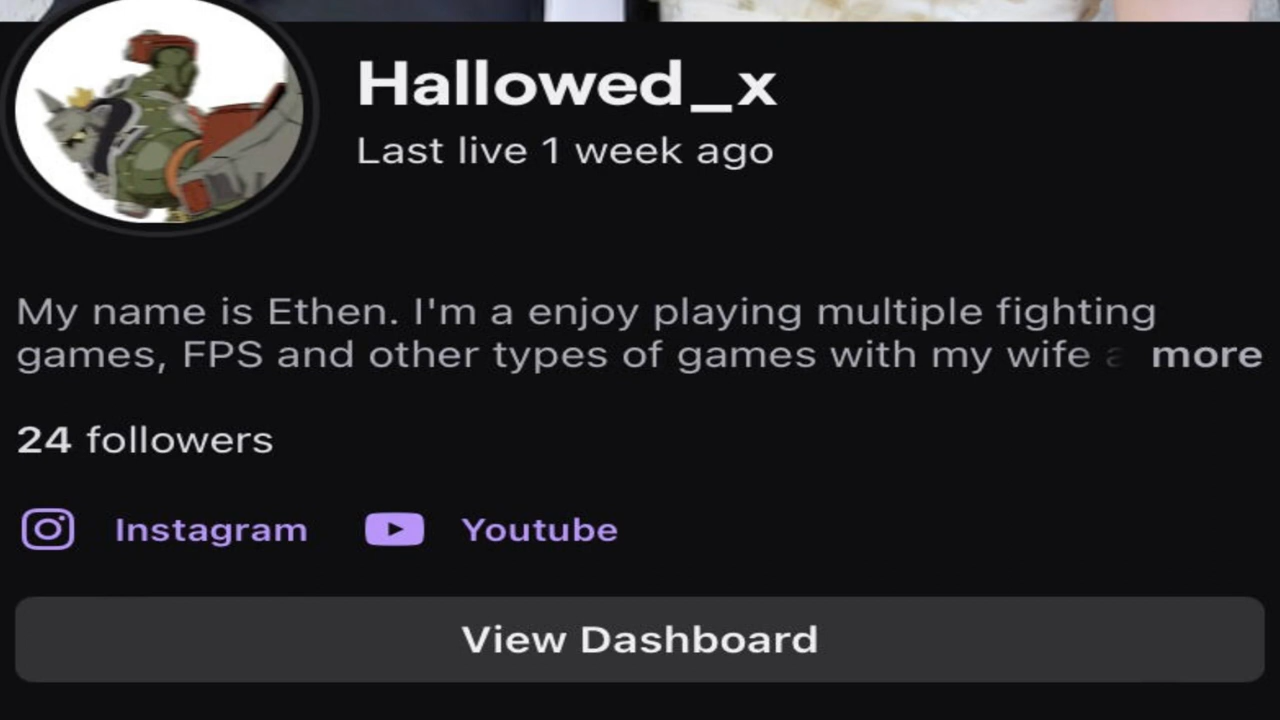 Hallowed_x
Last live 1 week ago
My name is Ethen. I'm a enjoy playing multiple fighting
games, FPS and other types of games with my wife a more
24 followers
Instagram Youtube
View Dashboard